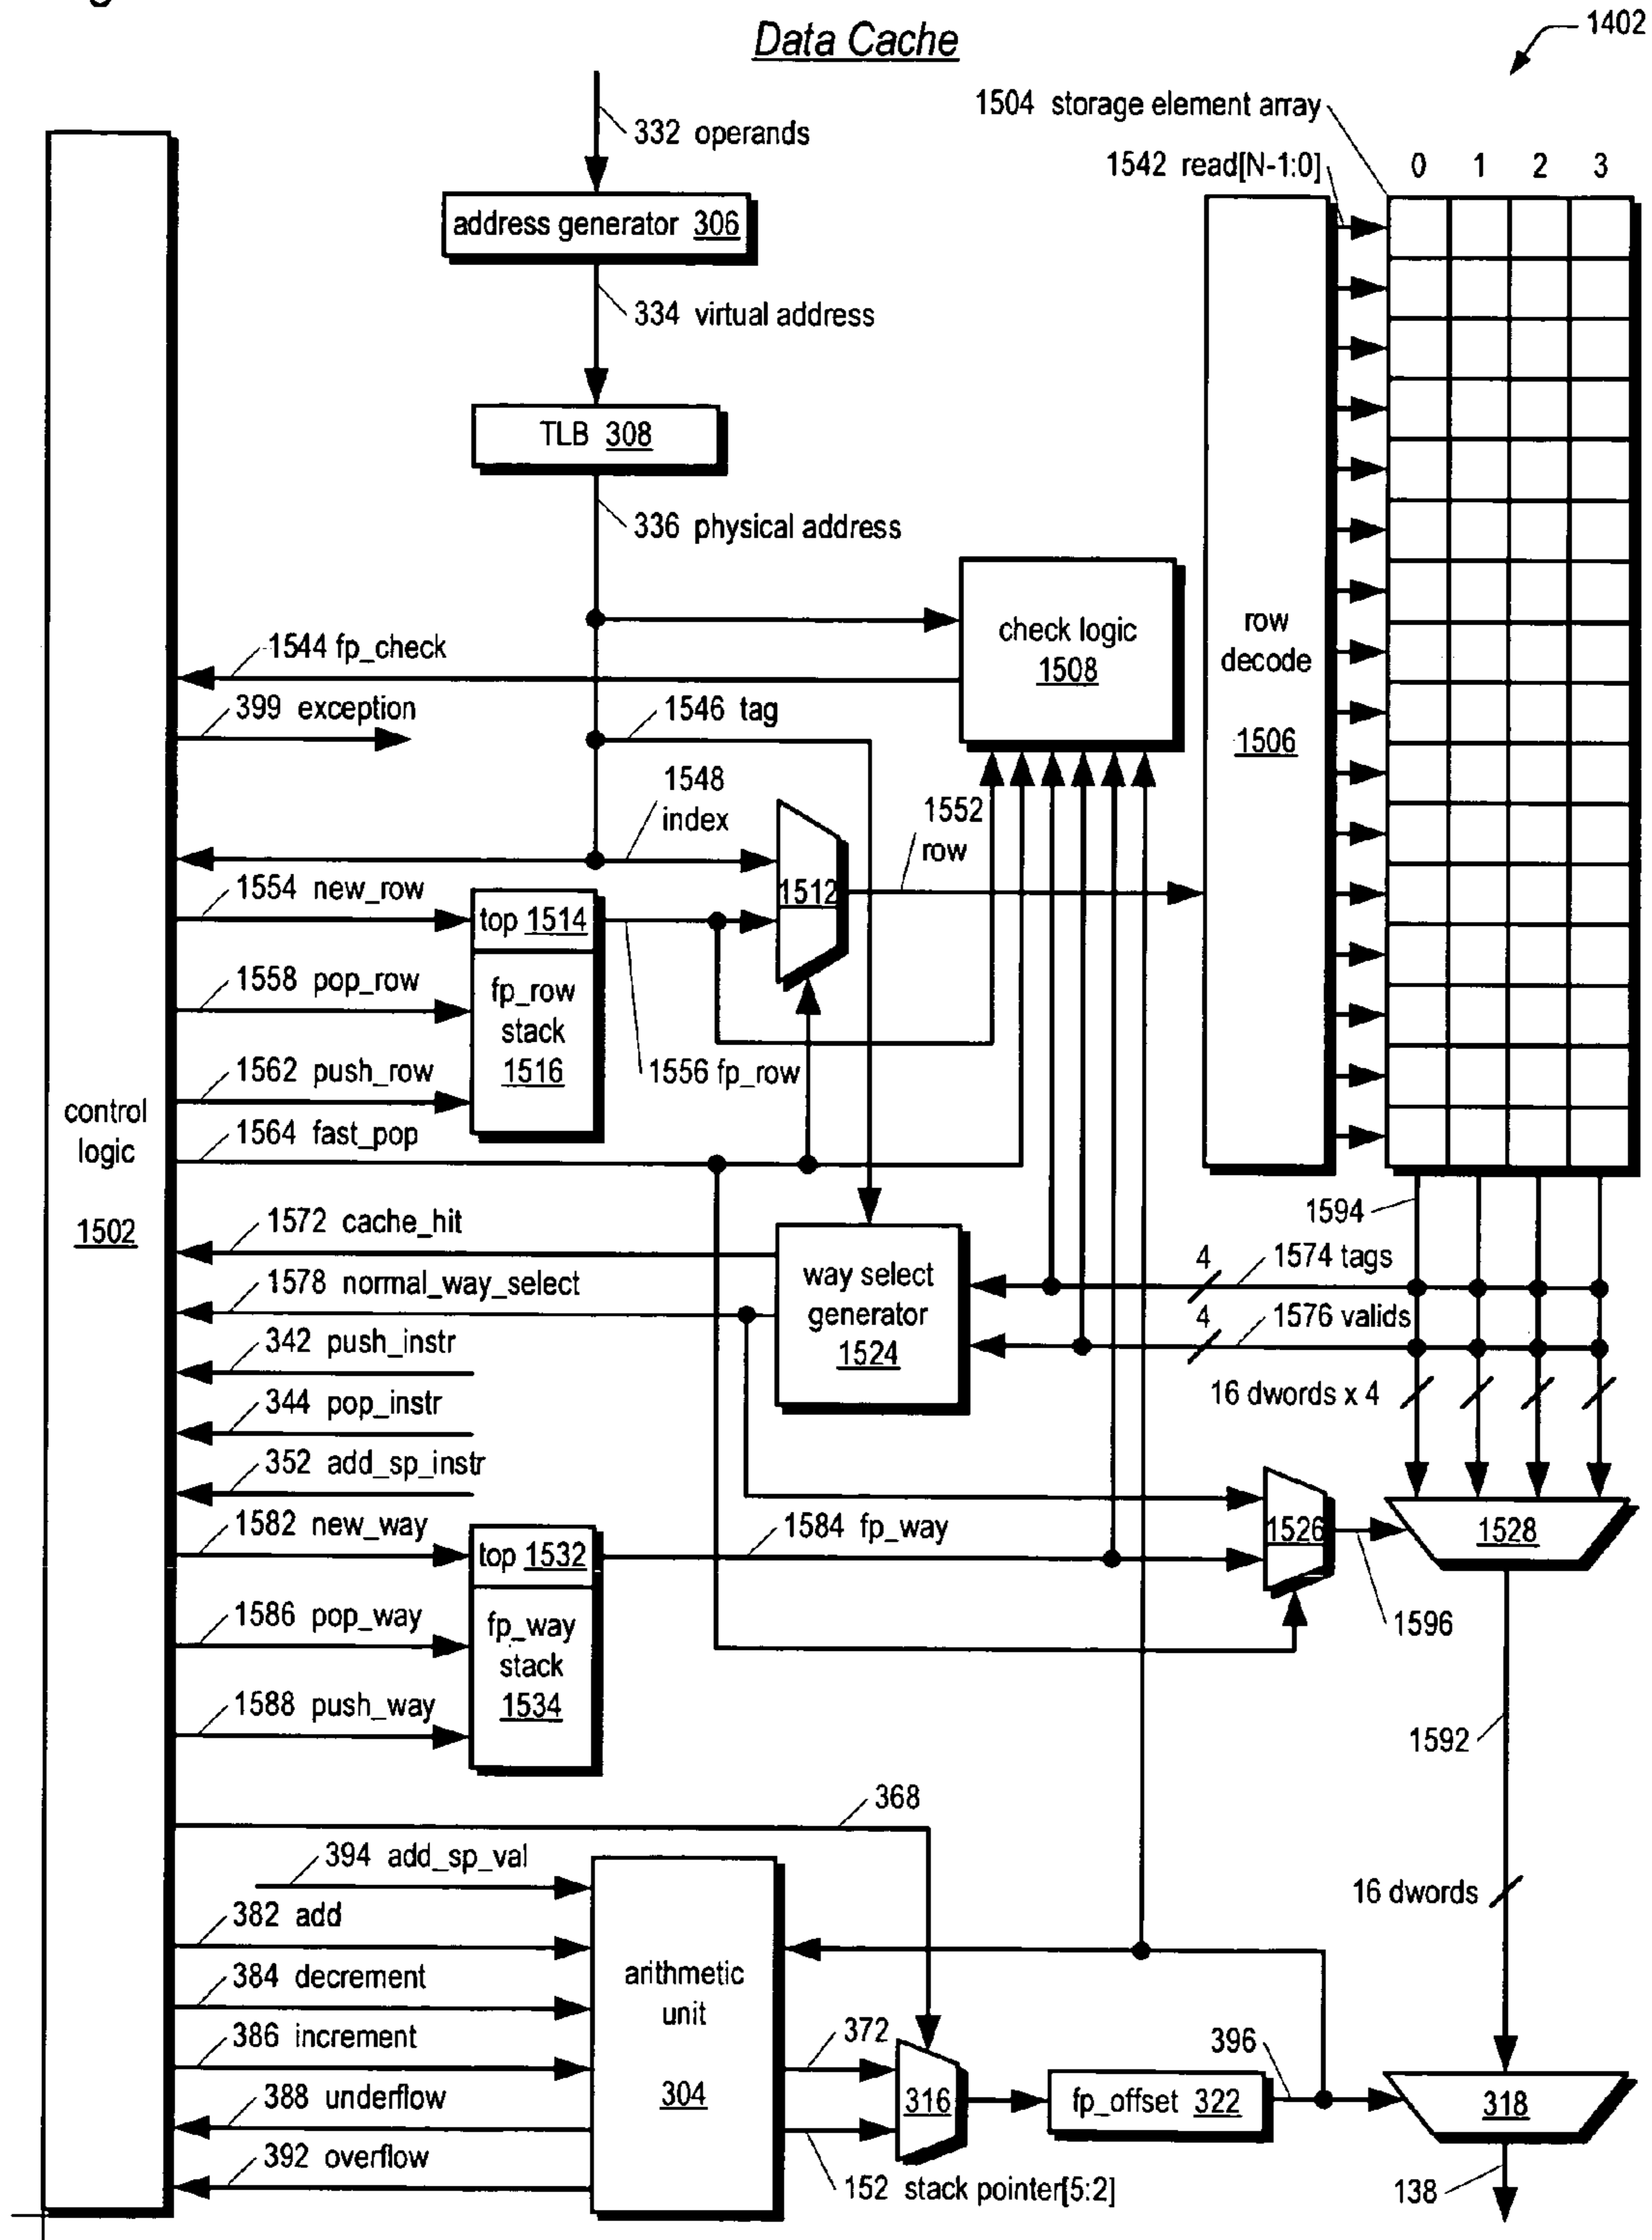 Data Cache
1402
1504 storage element array
332 operands
1542 read[N-1:0]
0 1 2 3
address generator 306
334 virtual address
TLB 308
336 physical address
check logic
1508
row
decode
1506
1544 fp_check
399 exception
1546 tag
1548
index
1552
row
1512
1554 new_row
top 1514
1558 pop_row
fp_row
stack
1516
1556 fp_row
1562 push_row
1564 fast_pop
control
logic
1502
1594
1572 cache_hit
way select
generator
1524
4
1574 tags
1578 normal_way_select
4
1576 valids
342 push_instr
16 dwords x 4
344 pop_instr
352 add_sp_instr
1582 new_way
top 1532
1584 fp_way
1526
1528
1586 pop_way
fp_way
stack
1534
1596
1588 push_way
1592
368
394 add_sp_val
16 dwords
382 add
arithmetic
unit
304
384 decrement
386 increment
372
396
388 underflow
316
fp_offset 322
318
392 overflow
152 stack pointer[5:2]
138